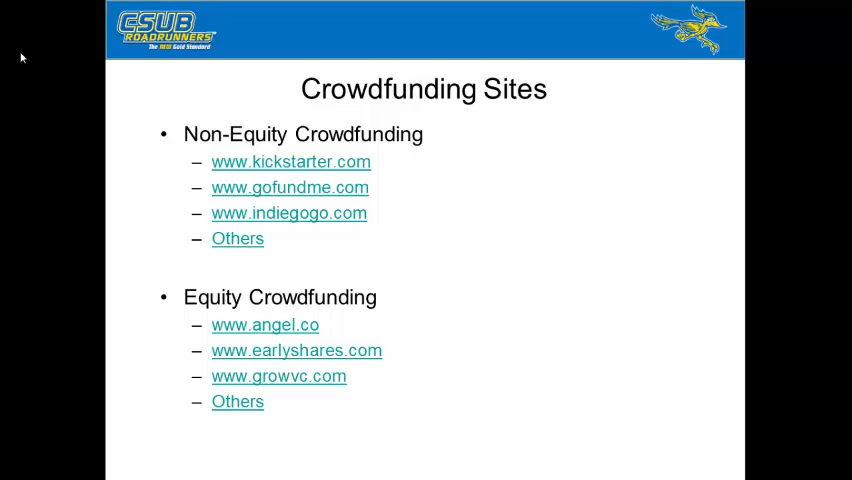 CSUB
ROADRUNNERS
The NEW Gold Standard
Crowdfunding Sites
• Non-Equity Crowdfunding
– www.kickstarter.com
– www.gofundme.com
– www.indiegogo.com
– Others
• Equity Crowdfunding
– www.angel.co
– www.earlyshares.com
– www.growvc.com
– Others